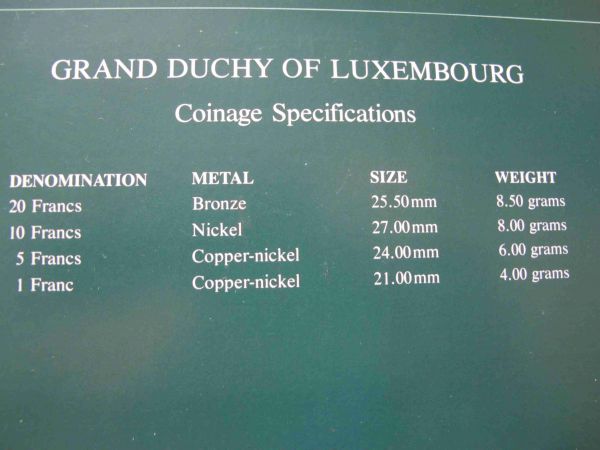 GRAND DUCHY OF LUXEMBOURG
Coinage Specifications
DENOMINATION METAL SIZE WEIGHT
20 Francs Bronze 25.50mm 8.50 grams
10 Francs Nickel 27.00mm 8.00 grams
5 Francs Copper-nickel 24.00mm 6.00 grams
1 Franc Copper-nickel 21.00mm 4.00 grams